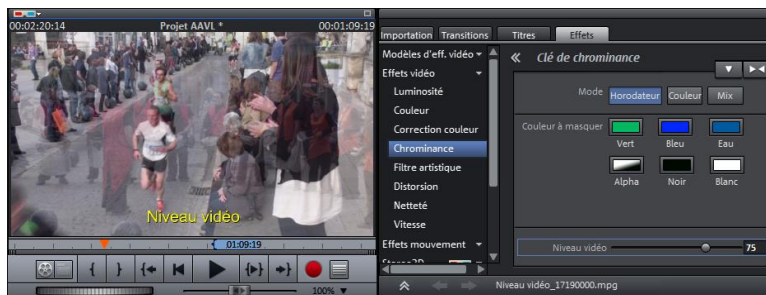 00:02:20:14 Projet AAVL * 00:01:09:19
Niveau vidéo
01:09:19
100%
Importation Transitions Titres Effets
Modèles d'eff. vidéo
Effets vidéo
Luminosité
Couleur
Correction couleur
Chrominance
Filtre artistique
Distorsion
Netteté
Vitesse
Effets mouvement
Stereo3D
Clé de chrominance
Mode Horodateur Couleur Mix
Couleur à masquer
Vert Bleu Eau
Alpha Noir Blanc
Niveau vidéo 75
Niveau vidéo_17190000.mpg